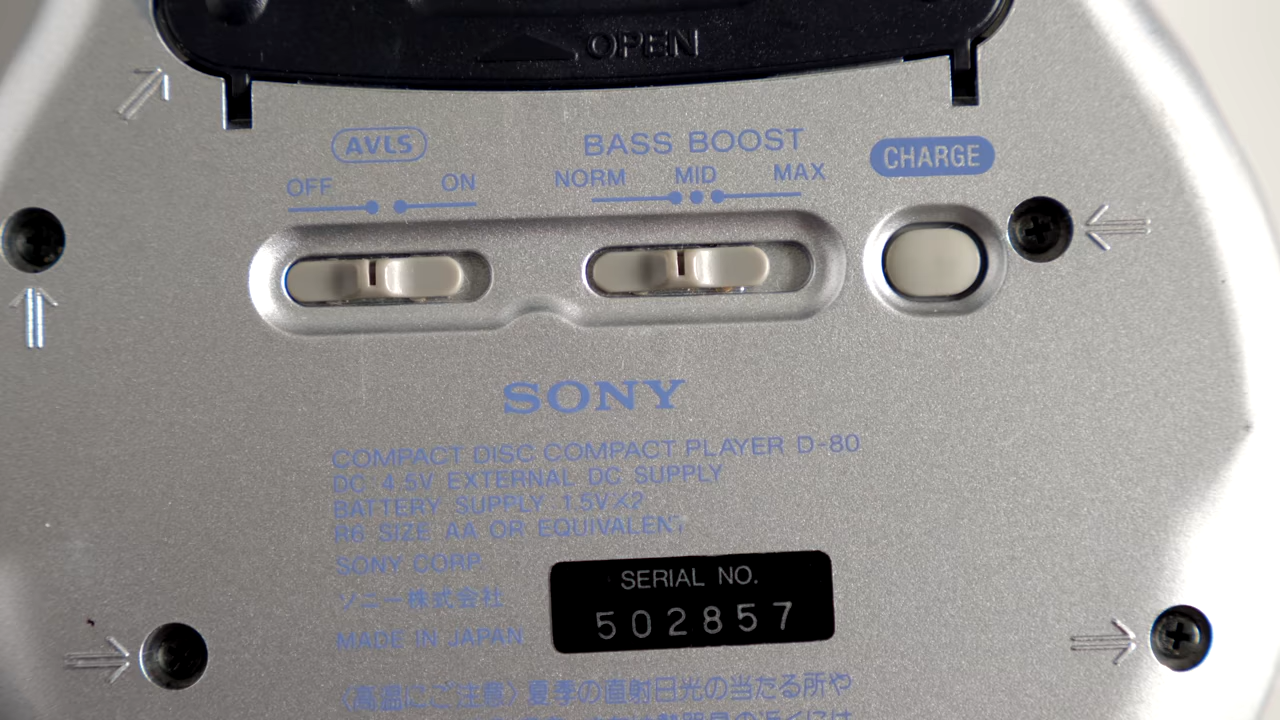 OPEN
AVLS
BASS BOOST
CHARGE
OFF ON
NORM MID MAX
SONY
COMPACT DISC COMPACT PLAYER D-80
DC 4.5V EXTERNAL DC SUPPLY
BATTERY SUPPLY 1.5V×2
R6 SIZE AA OR EQUIVALENT
SONY CORP
ソニー株式会社
MADE IN JAPAN
SERIAL NO.
502857
〈高温にご注意〉夏季の直射日光の当たる所や